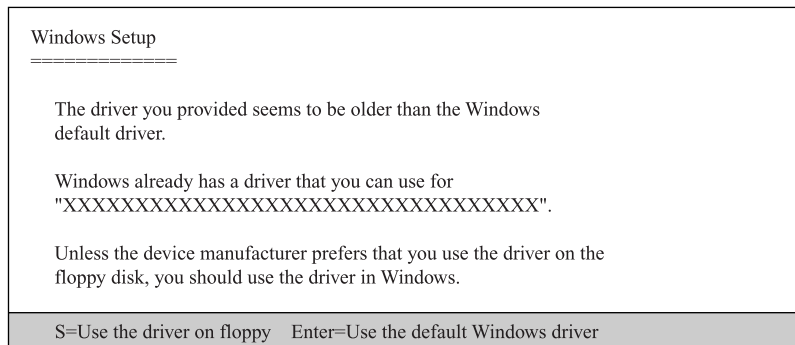 Windows Setup
=============
The driver you provided seems to be older than the Windows
default driver.
Windows already has a driver that you can use for
"XXXXXXXXXXXXXXXXXXXXXXXXXXXXXXXXX".
Unless the device manufacturer prefers that you use the driver on the
floppy disk, you should use the driver in Windows.
S=Use the driver on floppy    Enter=Use the default Windows driver